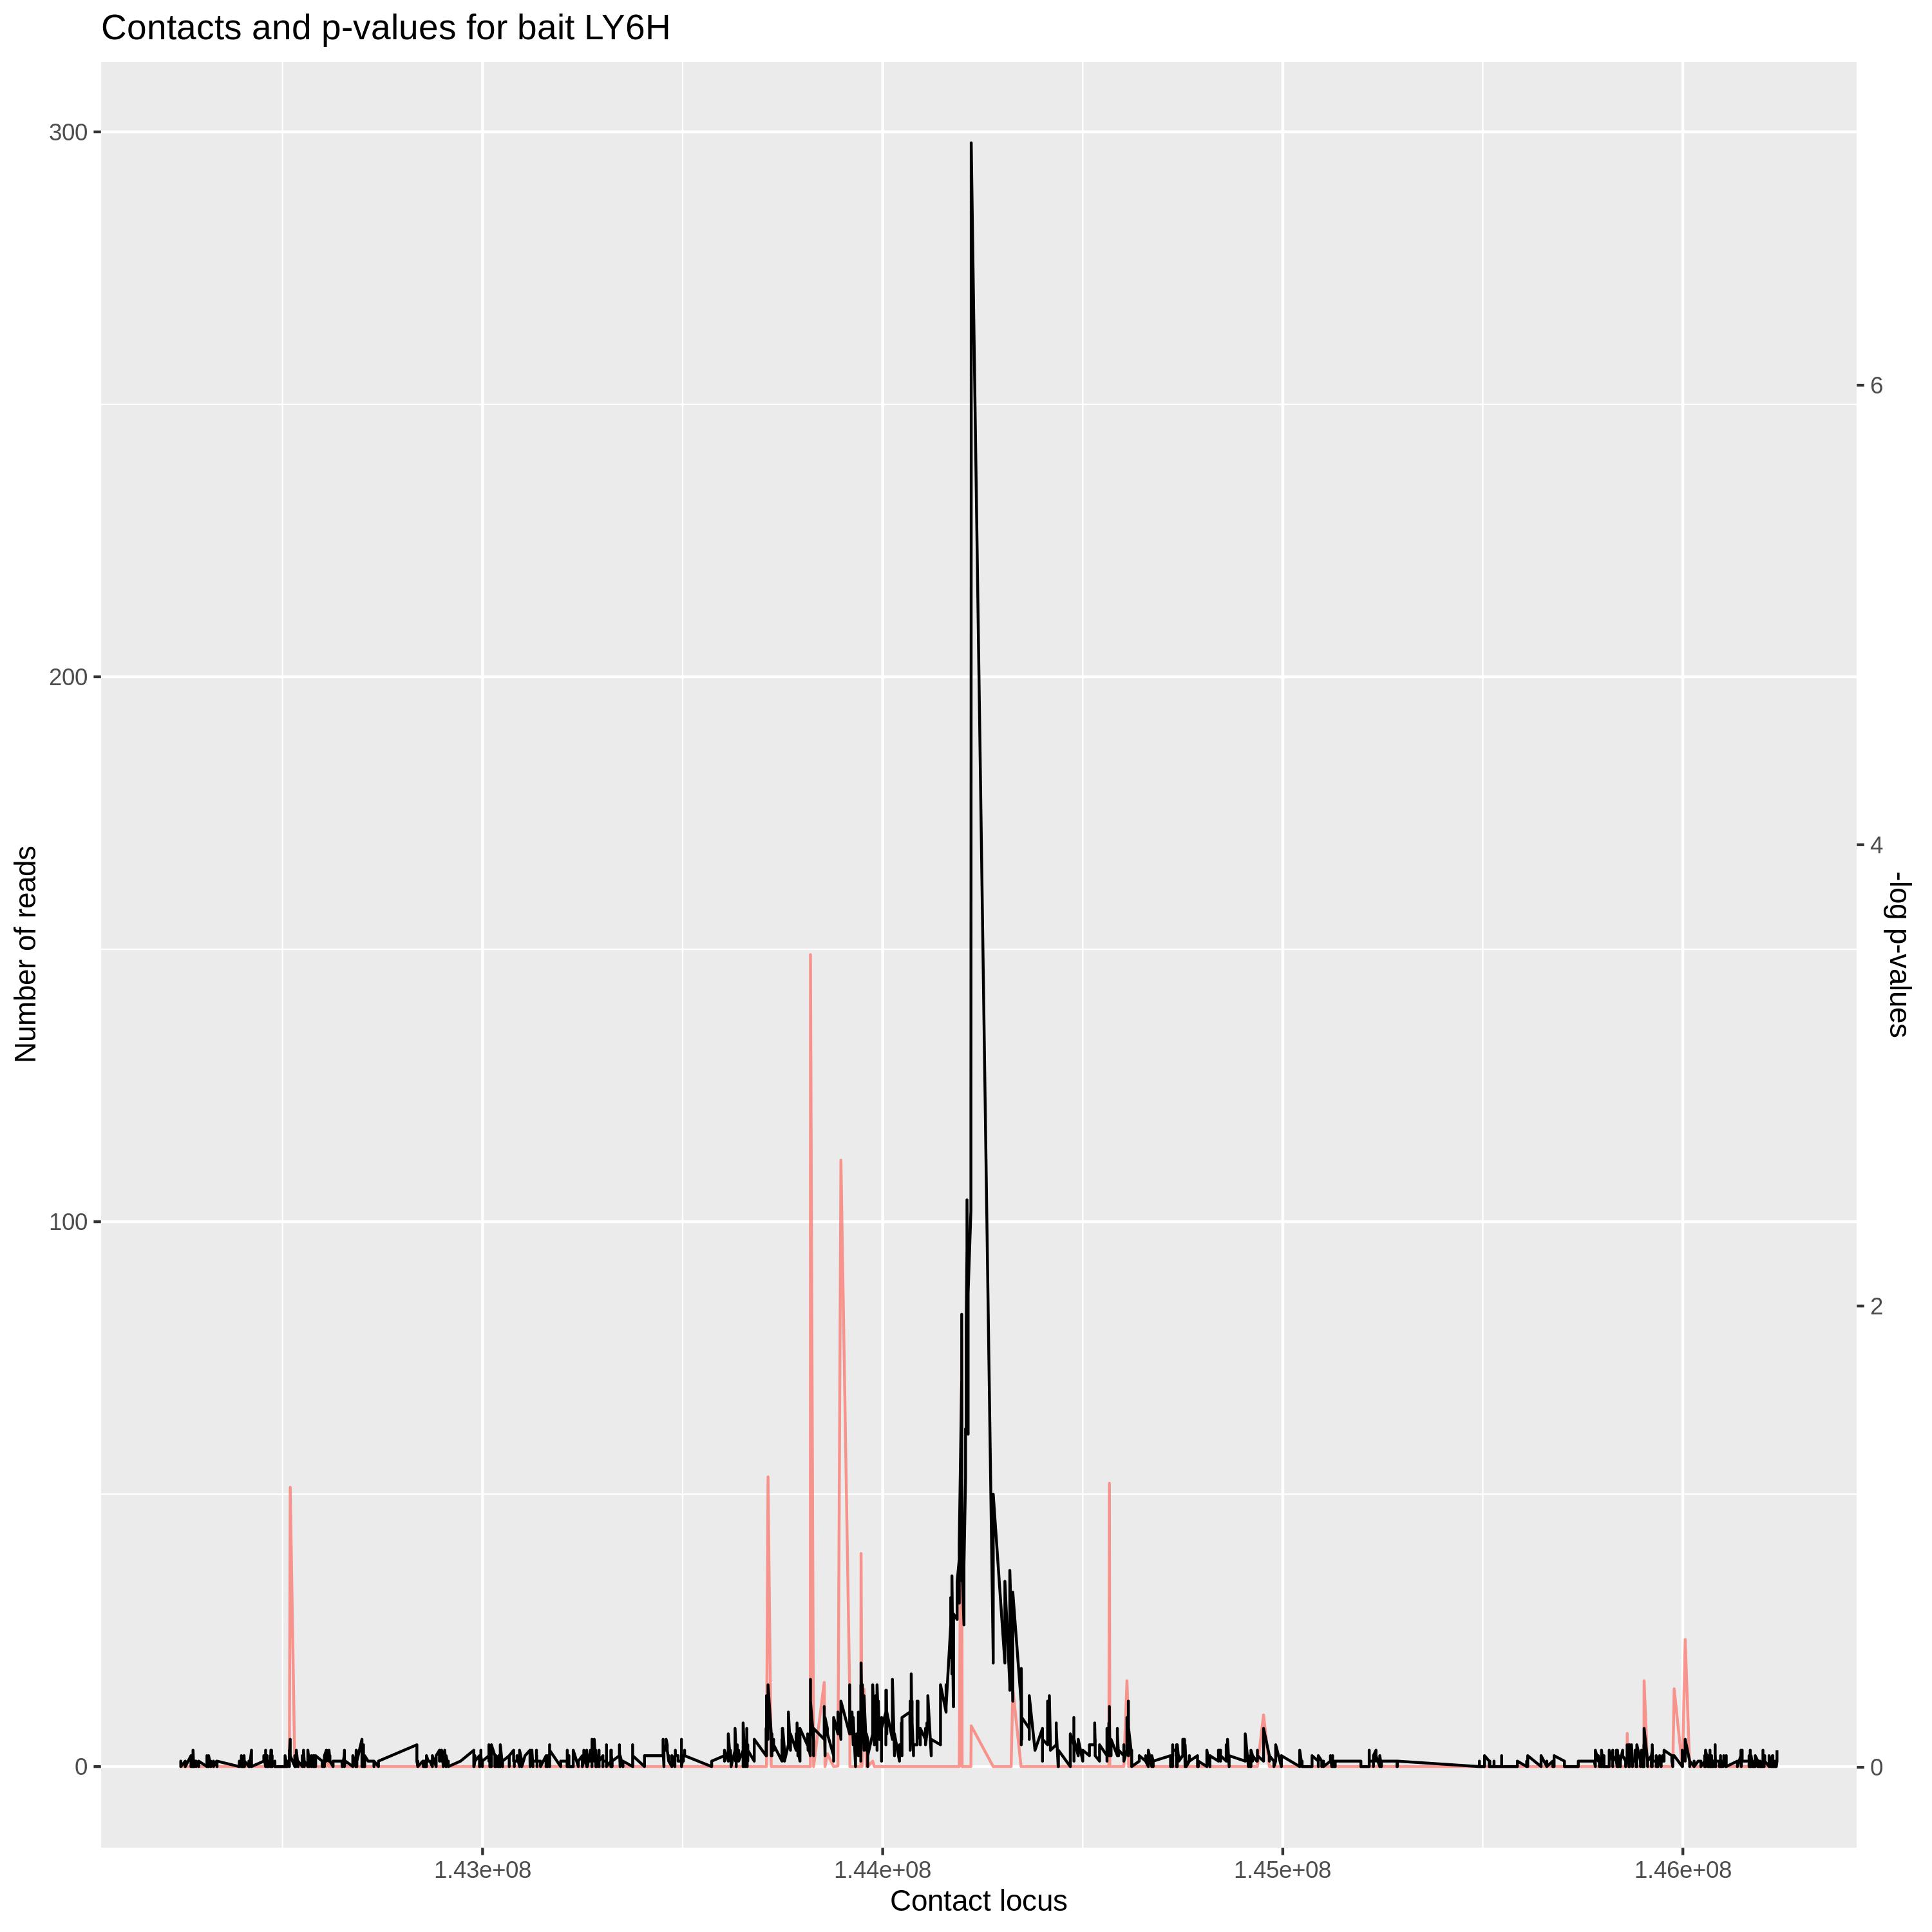 Contacts and p-values for bait LY6H
300
200
100
0
Number of reads
6
4
2
0
-log p-values
1.43e+08
1.44e+08
1.45e+08
1.46e+08
Contact locus